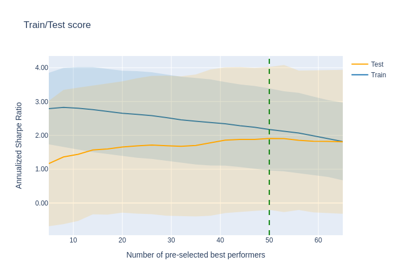 Train/Test score
Test
Train
Annualized Sharpe Ratio
4.00
3.00
2.00
1.00
0.00
10 20 30 40 50 60
Number of pre-selected best performers